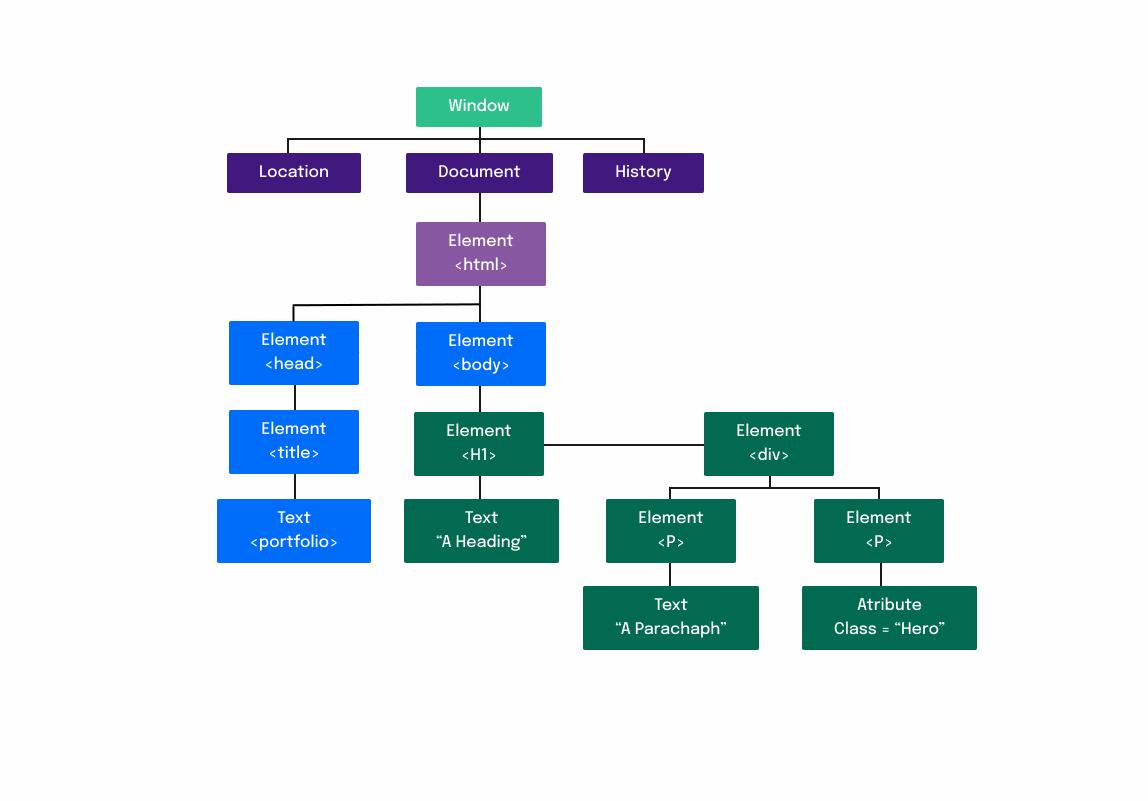 Window
Location
Document
History
Element
<html>
Element
<head>
Element
<body>
Element
<title>
Element
<H1>
Element
<div>
Text
<portfolio>
Text
“A Heading”
Element
<P>
Element
<P>
Text
“A Parachaph”
Atribute
Class = “Hero”